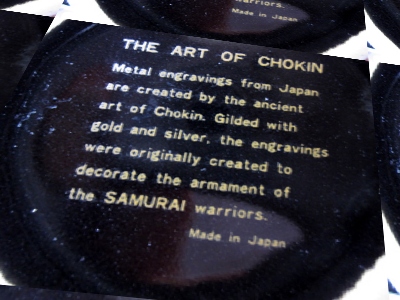 warriors.
Made in Japan
THE ART OF CHOKIN
Metal engravings from Japan
are created by the ancient
art of Chokin. Gilded with
gold and silver, the engravings
were originally created to
decorate the armament of
the SAMURAI warriors.
Made in Japan